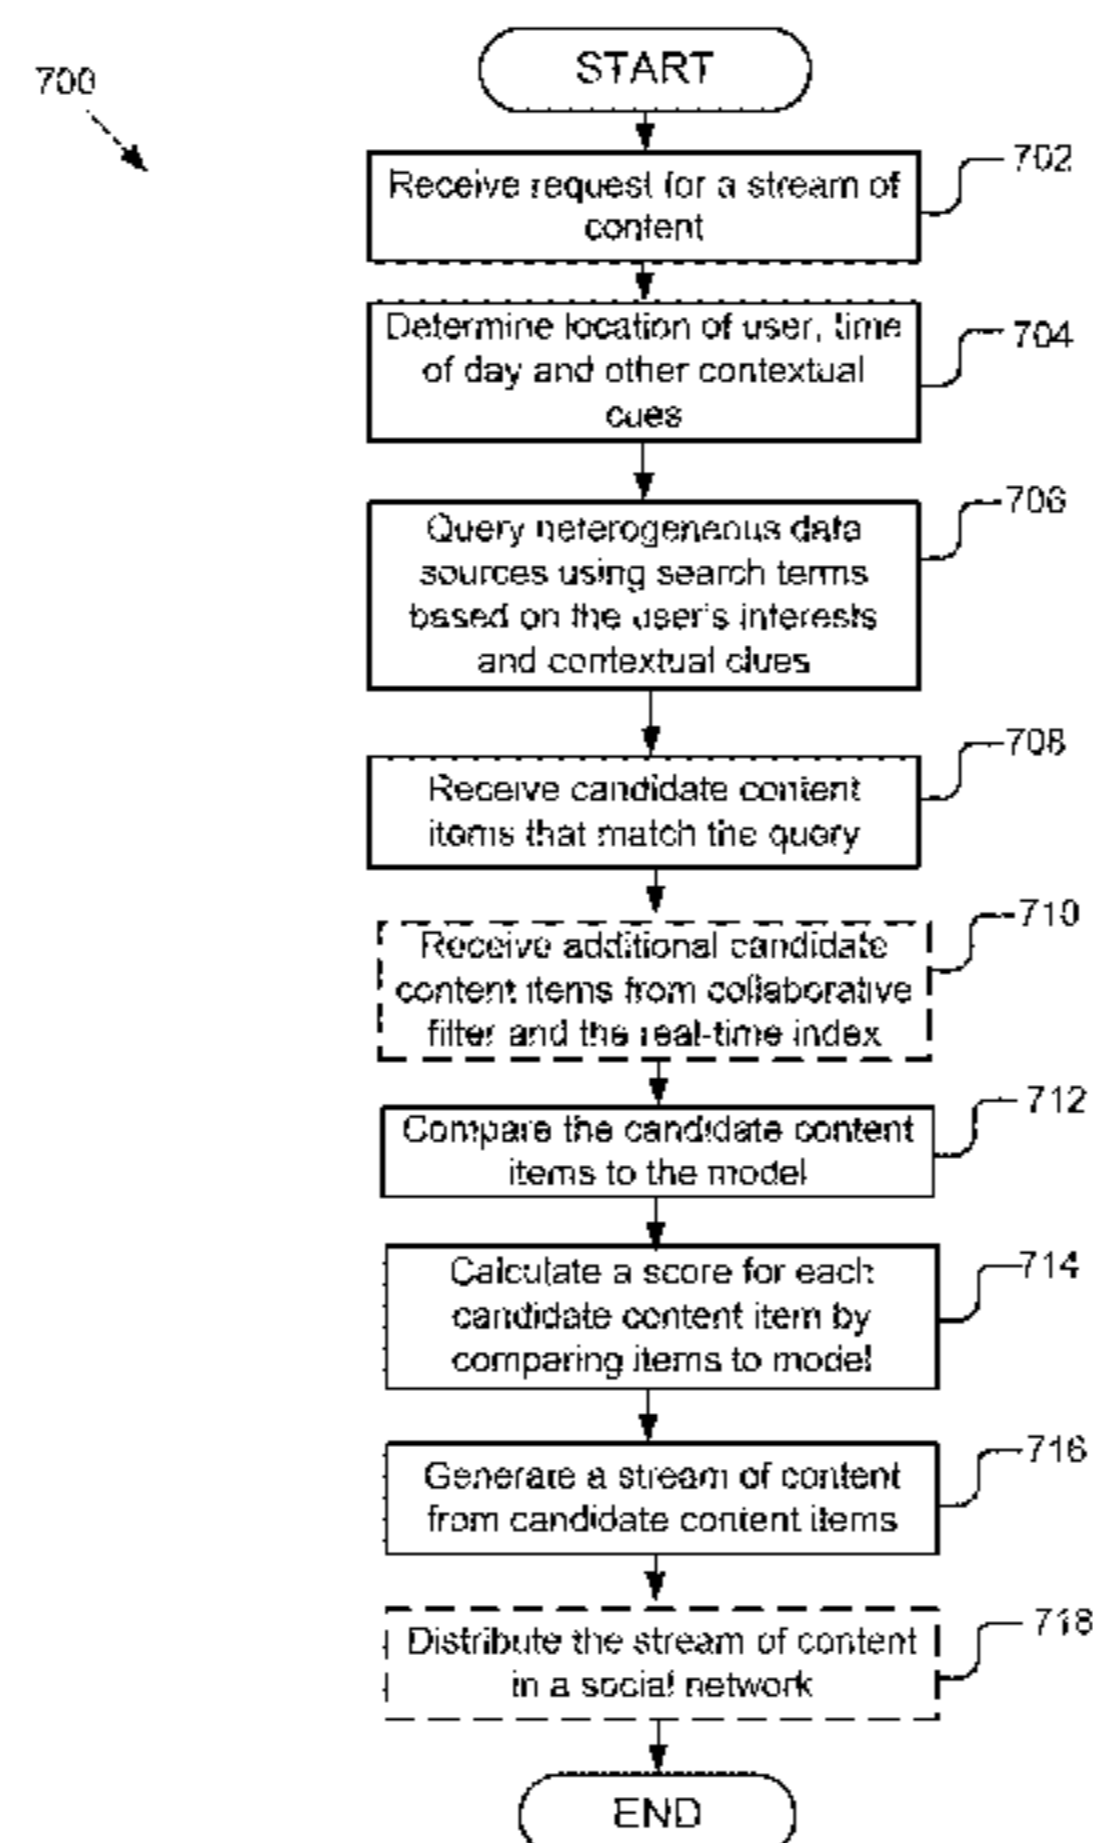 700
START
702
Receive request for a stream of
content
704
Determine location of user, time
of day and other contextual
cues
706
Query heterogeneous data
sources using search terms
based on the user's interests
and contextual clues
708
Receive candidate content
items that match the query
710
Receive additional candidate
content items from collaborative
filter and the real-time index
712
Compare the candidate content
items to the model
714
Calculate a score for each
candidate content item by
comparing items to model
716
Generate a stream of content
from candidate content items
718
Distribute the stream of content
in a social network
END